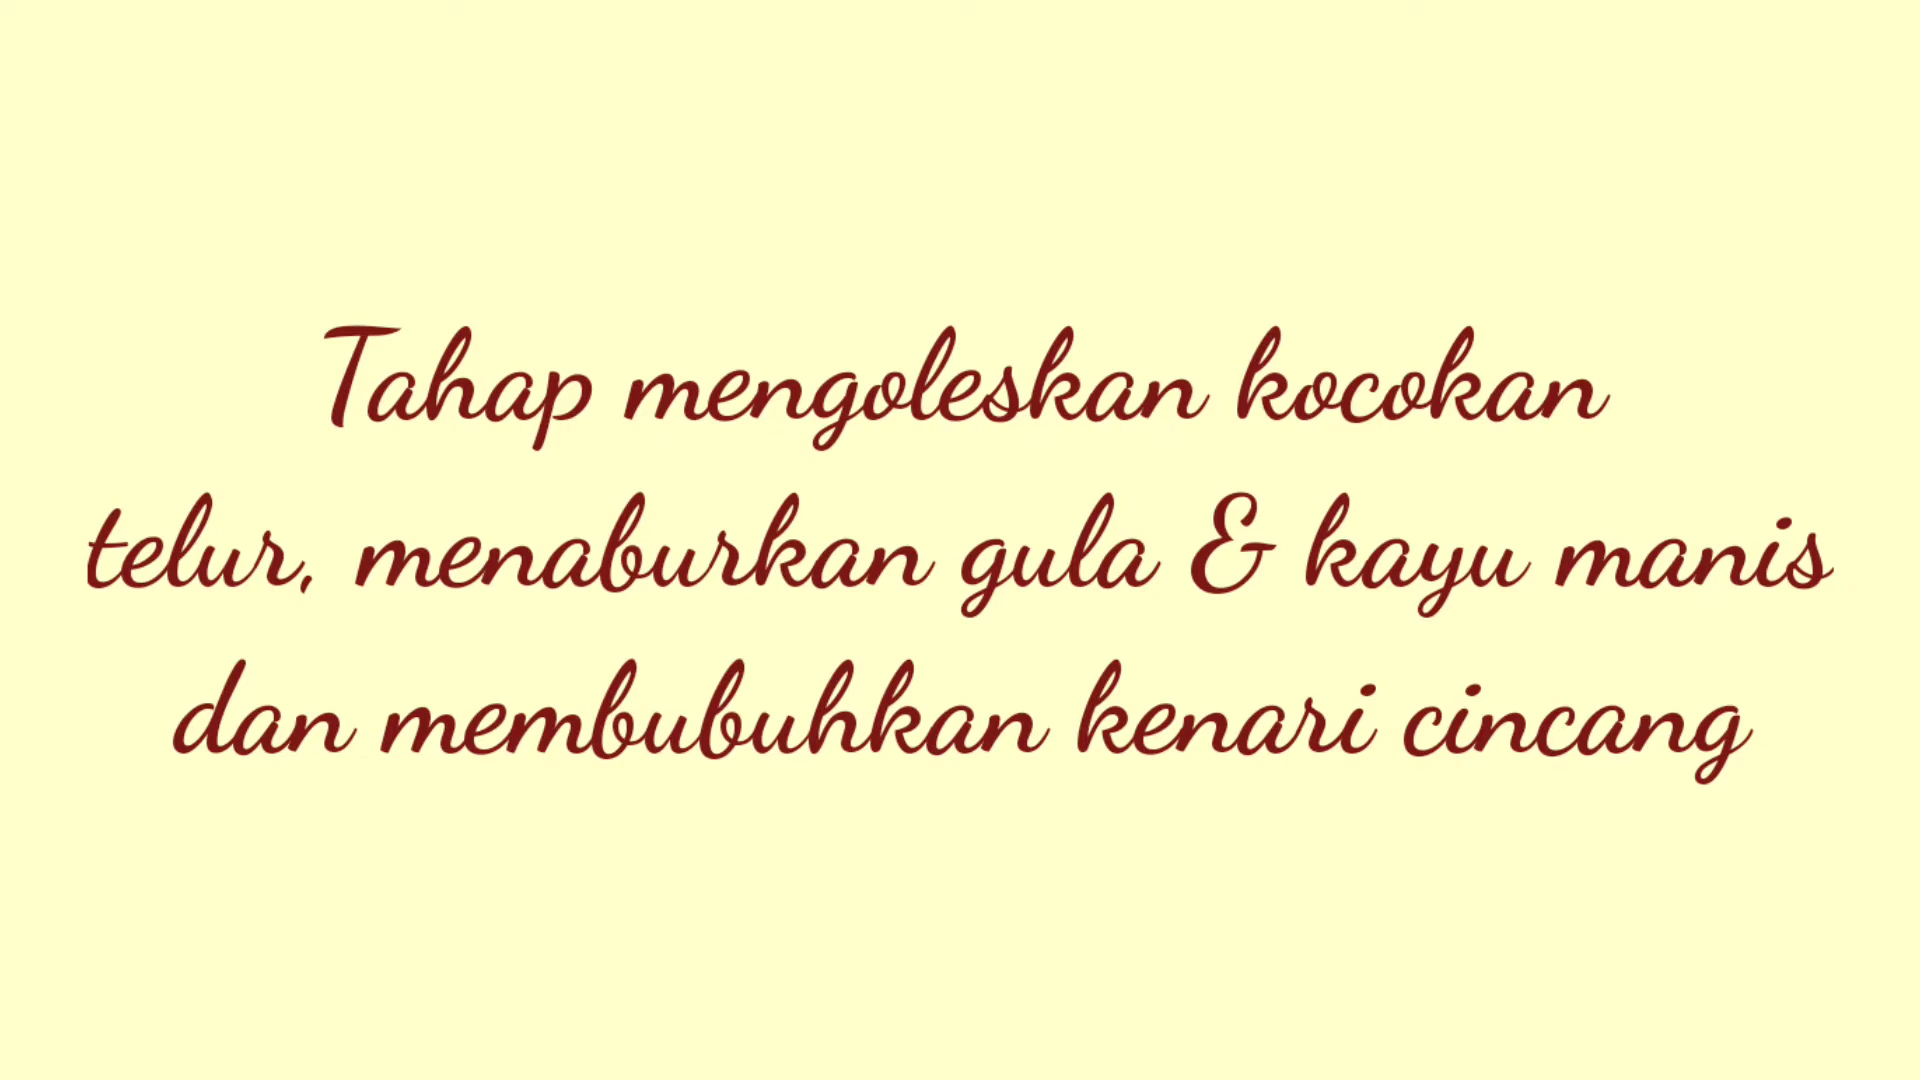 Tahap mengoleskan kocokan
telur, menaburkan gula & kayu manis
dan membubuhkan kenari cincang